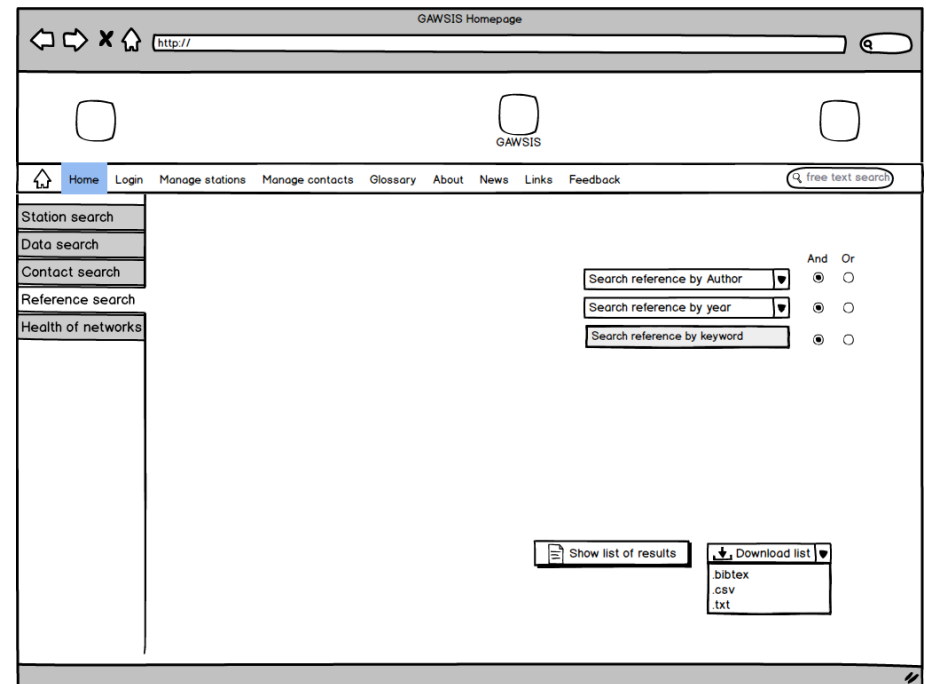 GAWSIS Homepage
http://
GAWSIS
Home Login Manage stations Manage contacts Glossary About News Links Feedback free text search
Station search
Data search
Contact search
Reference search
Health of networks
And Or
Search reference by Author
Search reference by year
Search reference by keyword
Show list of results
Download list
.bibtex
.csv
.txt